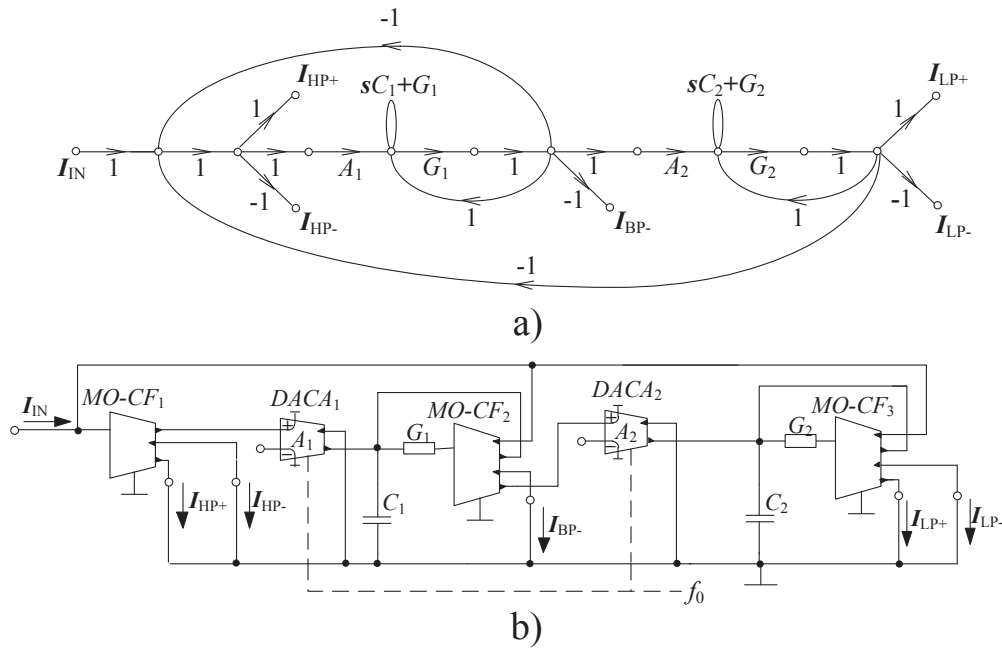 -1
I_HP+
sC_1+G_1
sC_2+G_2
I_LP+
1
1
I_IN
1
1
1
A_1
G_1
1
1
A_2
G_2
1
-1
I_HP-
1
-1
I_BP-
1
-1
I_LP-
-1
a)
MO-CF_1
DACA_1
MO-CF_2
DACA_2
MO-CF_3
I_IN
A_1
G_1
A_2
G_2
I_HP+
I_HP-
C_1
I_BP-
C_2
I_LP+
I_LP-
f_0
b)